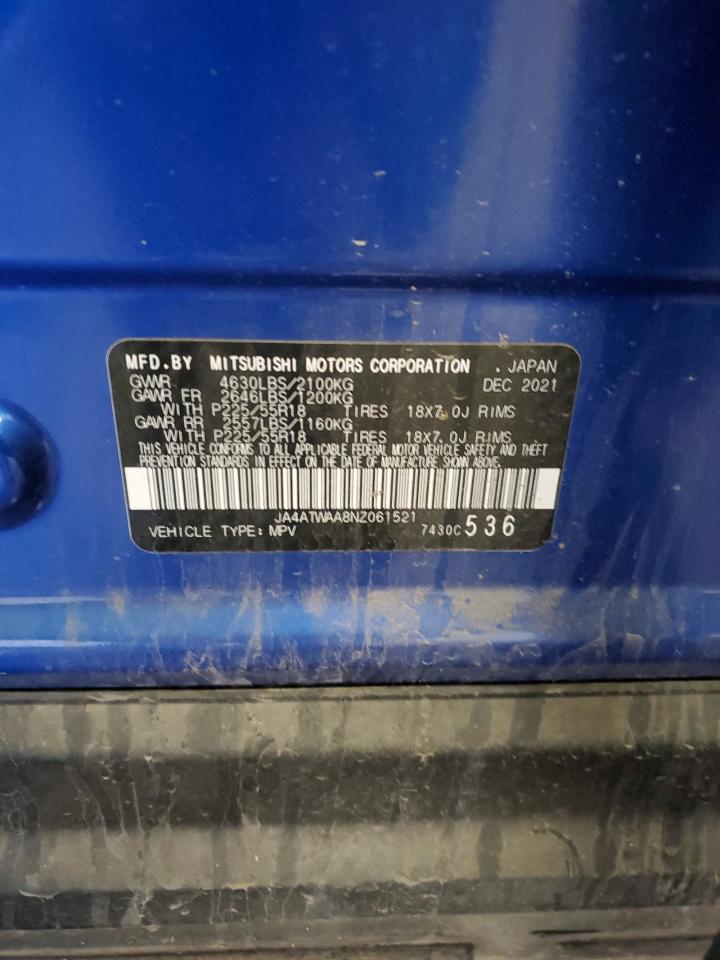 MFD.BY MITSUBISHI MOTORS CORPORATION , JAPAN
GVWR 4630LBS/2100KG DEC 2021
GAWR FR 2646LBS/1200KG
WITH P225/55R18 TIRES 18X7.0J RIMS
GAWR RR 2557LBS/1160KG
WITH P225/55R18 TIRES 18X7.0J RIMS
THIS VEHICLE CONFORMS TO ALL APPLICABLE FEDERAL MOTOR VEHICLE SAFETY AND THEFT
PREVENTION STANDARDS IN EFFECT ON THE DATE OF MANUFACTURE SHOWN ABOVE.
JA4ATWAA8NZ061521
VEHICLE TYPE: MPV 7430C536